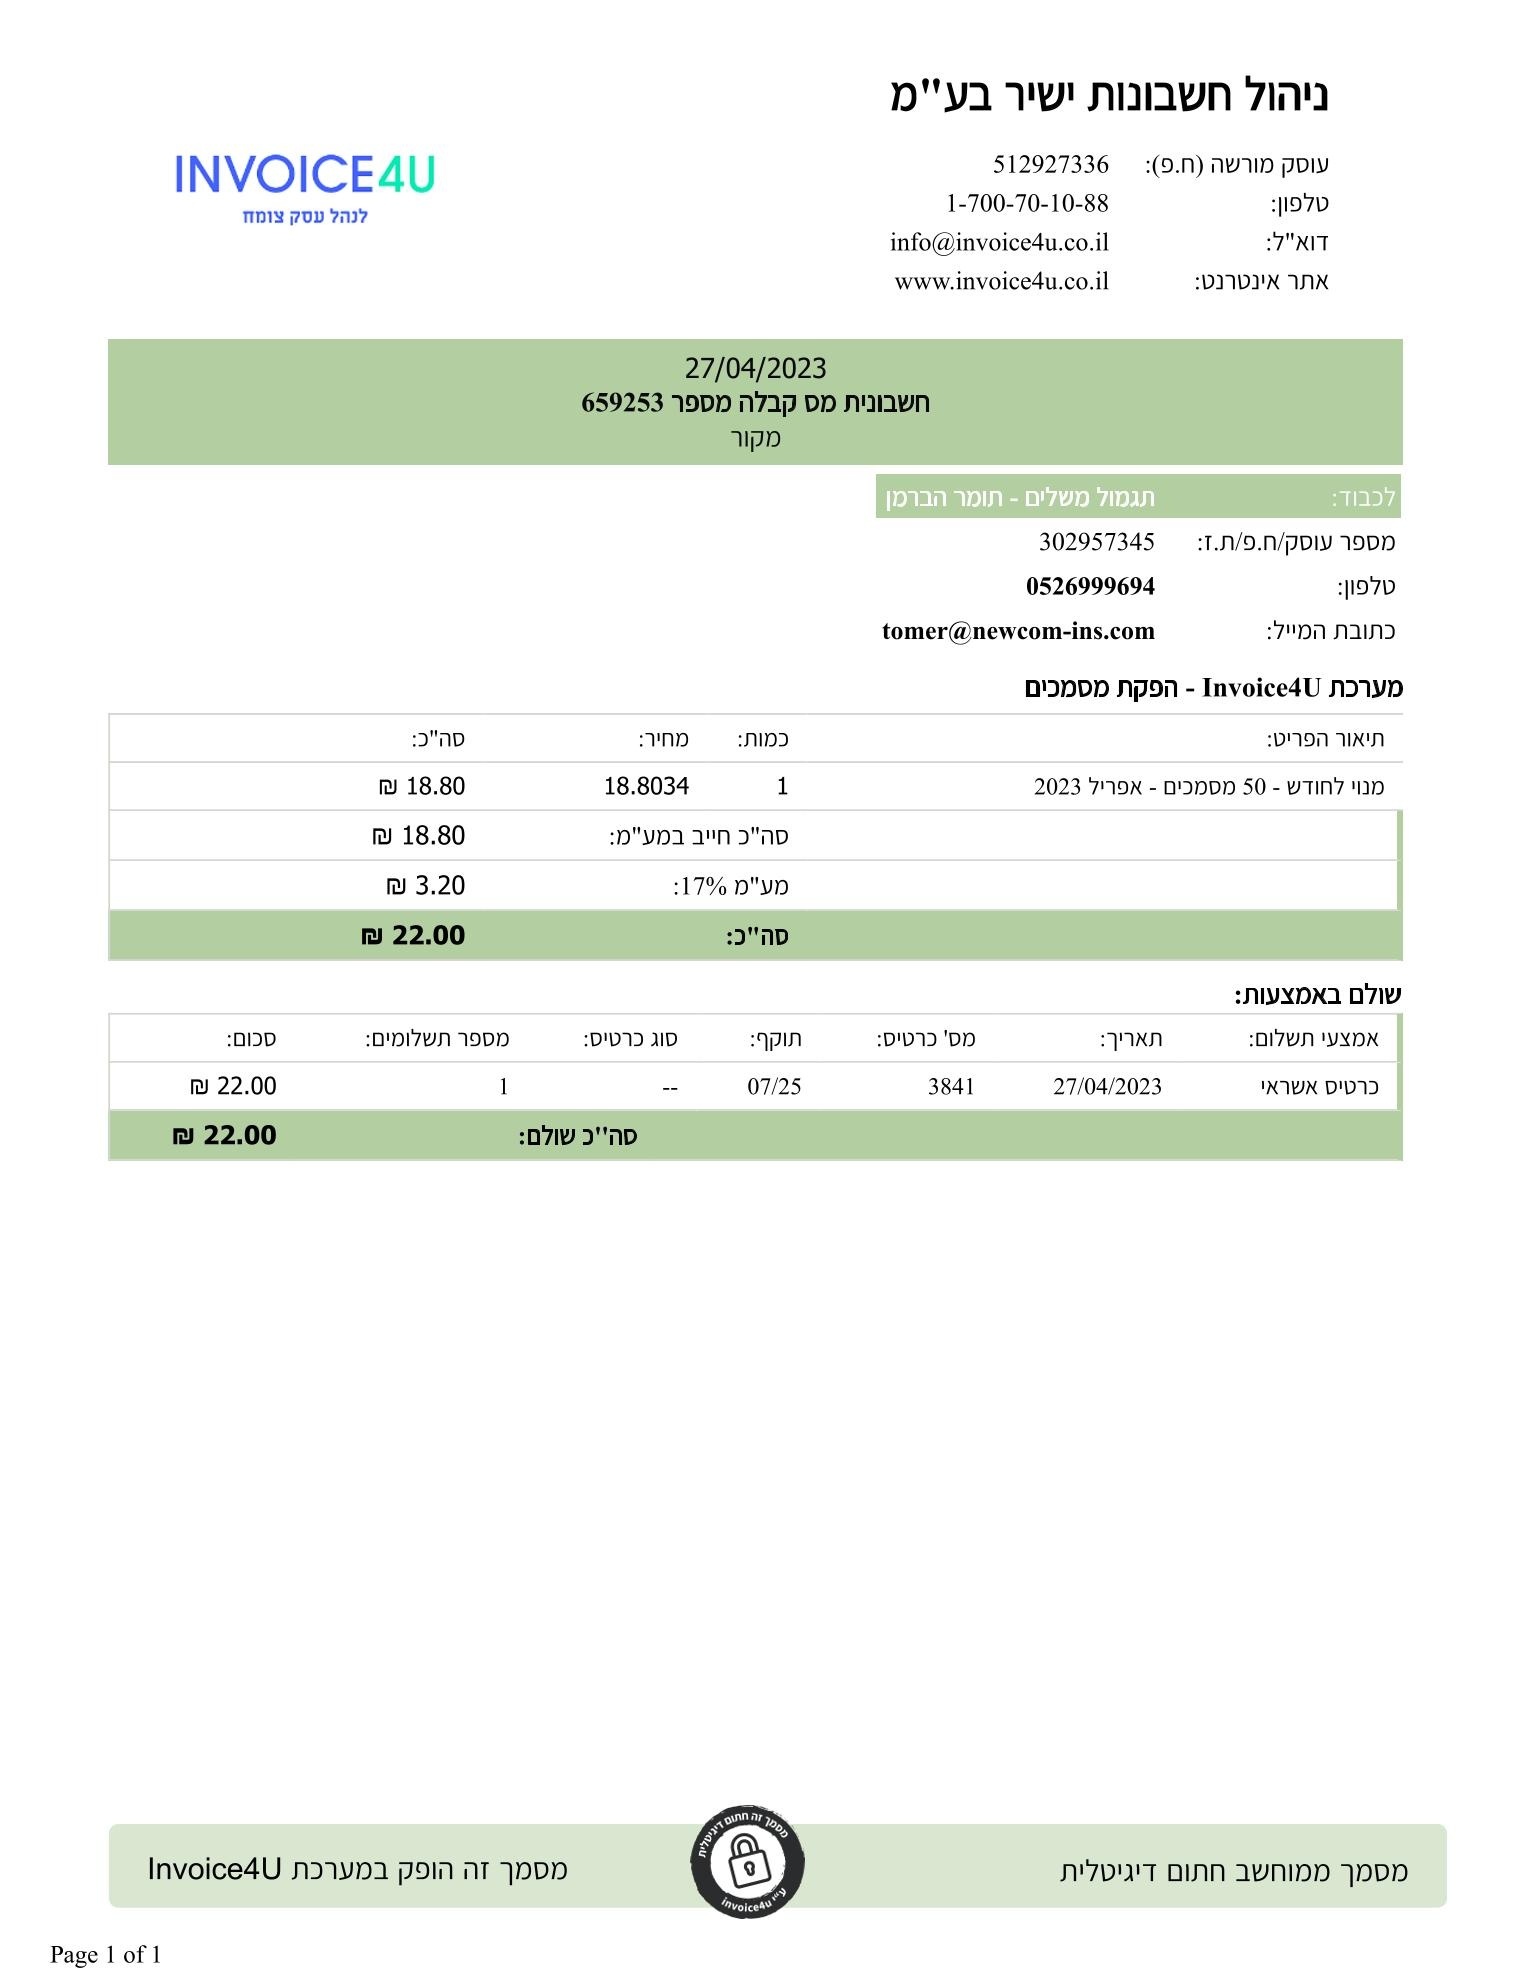 ניהול חשבונות ישיר בע"מ
INVOICE4U
לנהל עסק צומח
עוסק מורשה (ח.פ): 512927336
טלפון: 1-700-70-10-88
דוא"ל: info@invoice4u.co.il
אתר אינטרנט: www.invoice4u.co.il
27/04/2023
חשבונית מס קבלה מספר 659253
מקור
לכבוד: תגמול משלים - תומר הברמן
מספר עוסק/ח.פ/ת.ז: 302957345
טלפון: 0526999694
כתובת המייל: tomer@newcom-ins.com
מערכת Invoice4U - הפקת מסמכים
תיאור הפריט: כמות: מחיר: סה"כ:
מנוי לחודש - 50 מסמכים - אפריל 2023 1 18.8034 18.80 ₪
סה"כ חייב במע"מ: 18.80 ₪
מע"מ 17%: 3.20 ₪
סה"כ: 22.00 ₪
שולם באמצעות:
אמצעי תשלום: תאריך: מס' כרטיס: תוקף: סוג כרטיס: מספר תשלומים: סכום:
כרטיס אשראי 27/04/2023 3841 07/25 -- 1 22.00 ₪
סה''כ שולם: 22.00 ₪
מסמך ממוחשב חתום דיגיטלית
מסמך זה חתום דיגיטלית
ע"י invoice4u
מסמך זה הופק במערכת Invoice4U
Page 1 of 1